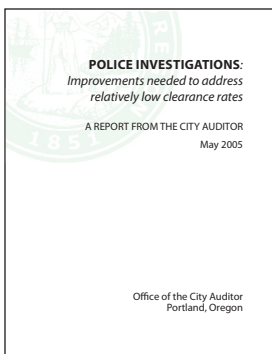 POLICE INVESTIGATIONS:
Improvements needed to address
relatively low clearance rates
A REPORT FROM THE CITY AUDITOR
May 2005
1851
Office of the City Auditor
Portland, Oregon